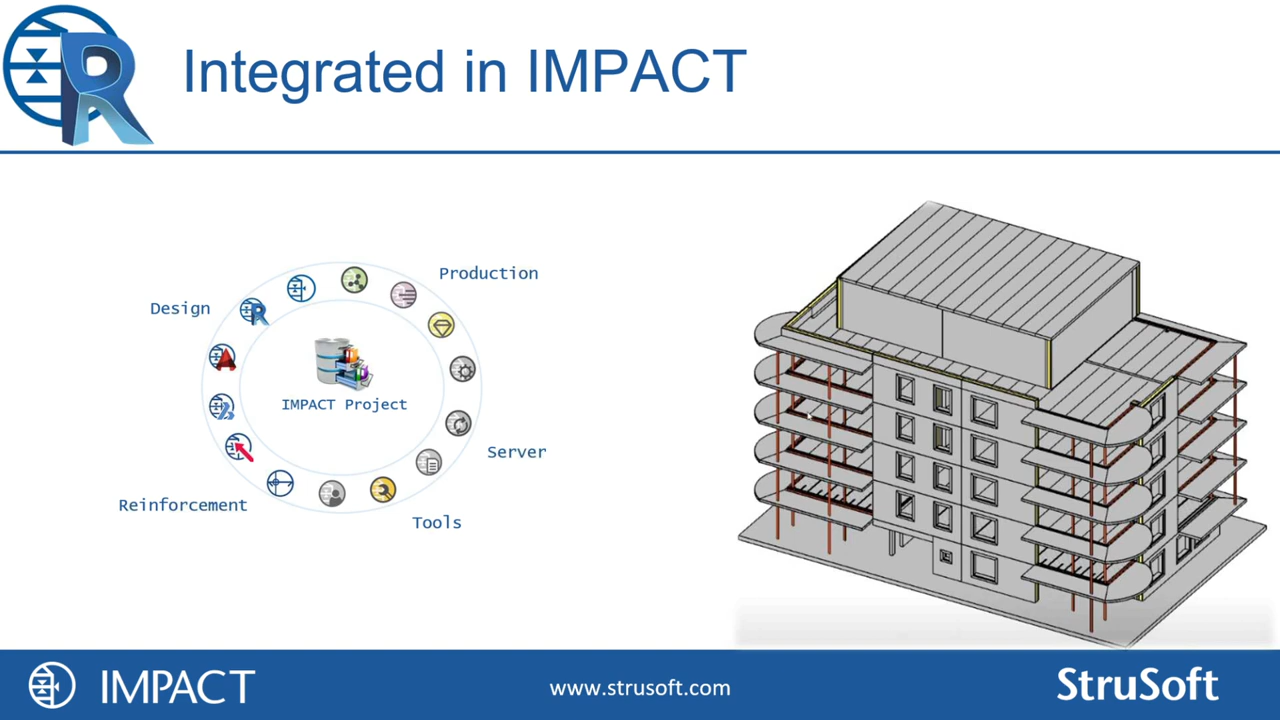 Integrated in IMPACT
Production
Design
IMPACT Project
Server
Reinforcement
Tools
IMPACT
www.strusoft.com
StruSoft